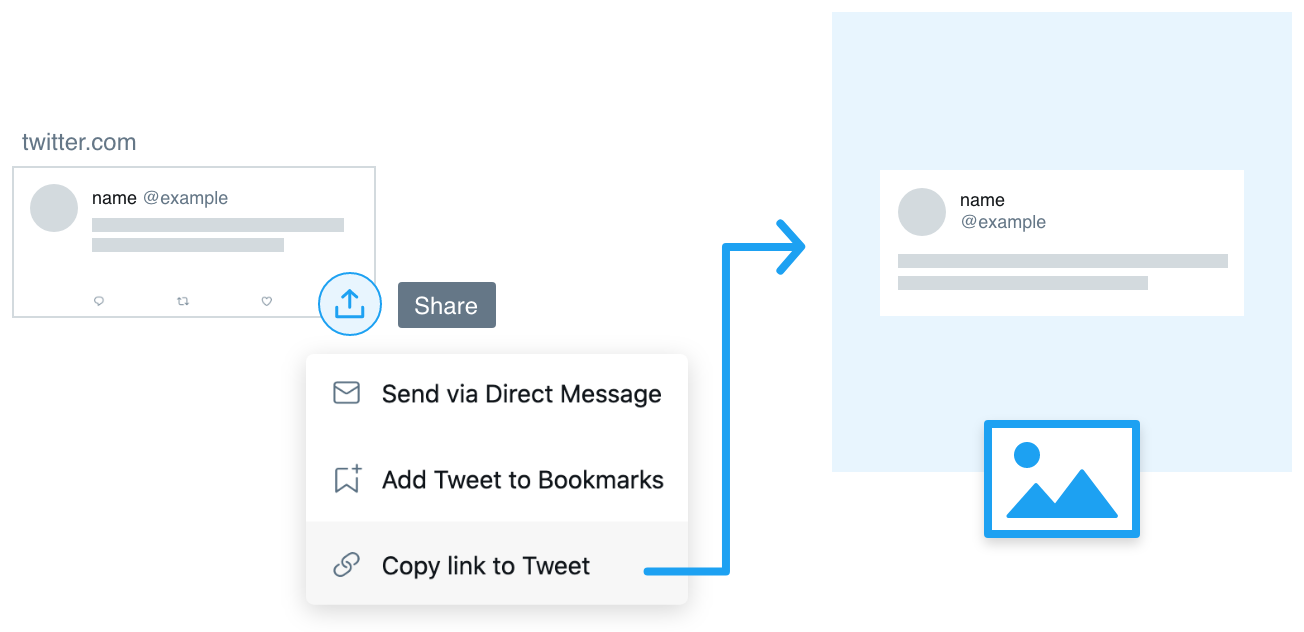 twitter.com
name @example
Share
Send via Direct Message
Add Tweet to Bookmarks
Copy link to Tweet
name
@example